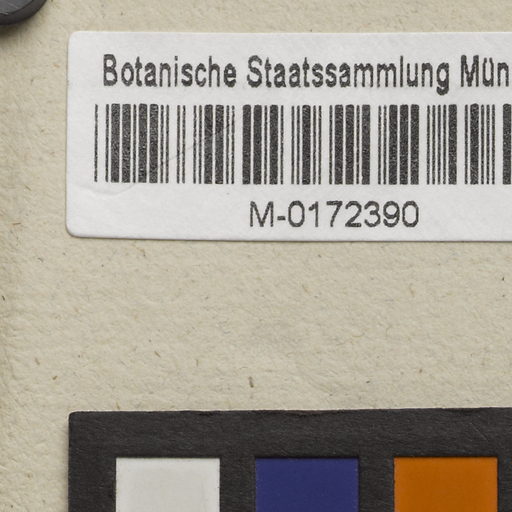 Botanische Staatssammlung Mün
M-0172390